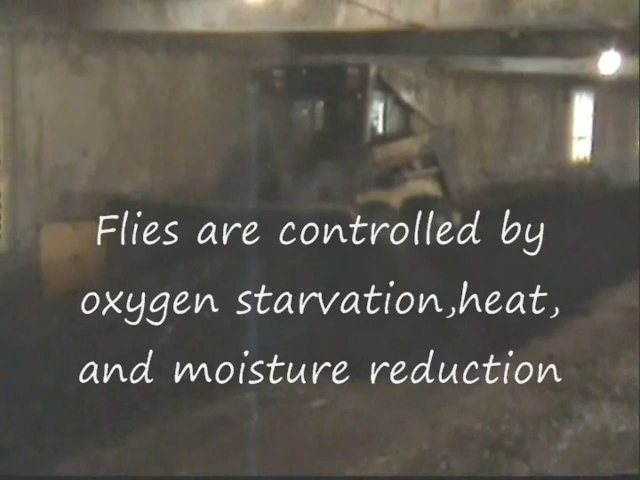 Flies are controlled by
oxygen starvation,heat,
and moisture reduction